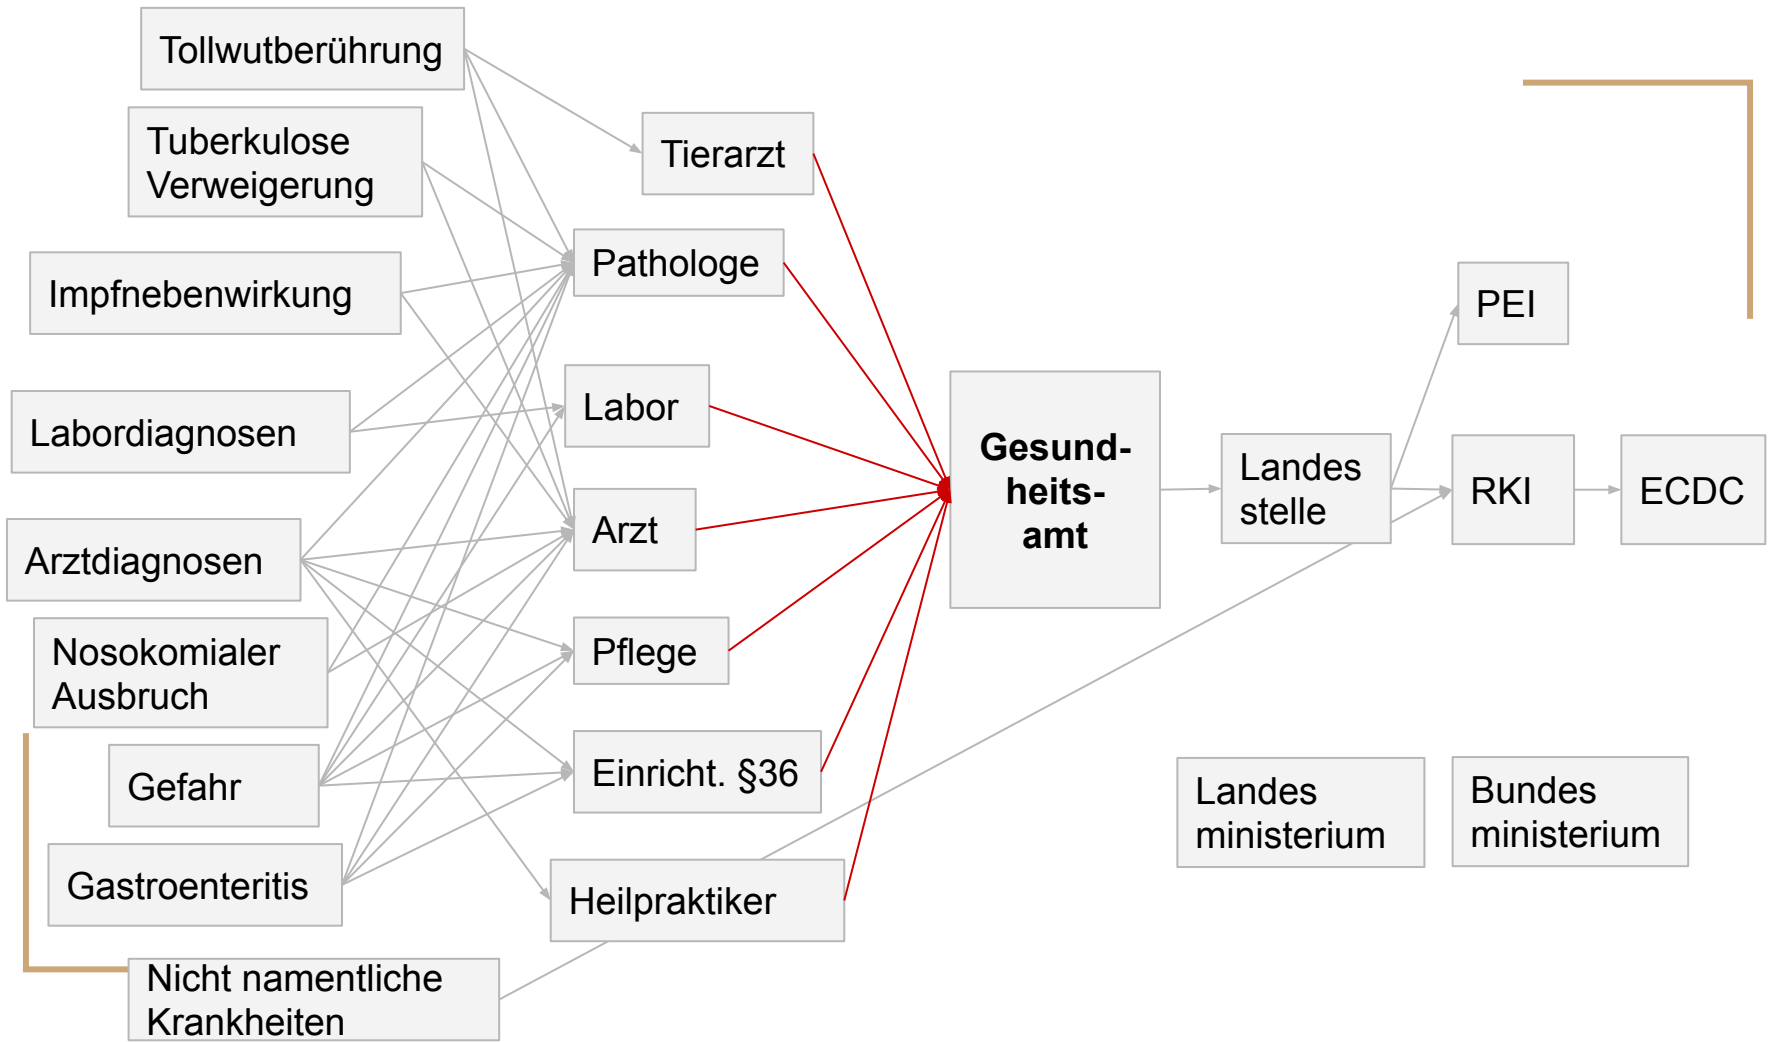 Tollwutberührung
Tuberkulose
Verweigerung
Impfnebenwirkung
Labordiagnosen
Arztdiagnosen
Nosokomialer
Ausbruch
Gefahr
Gastroenteritis
Nicht namentliche
Krankheiten
Tierarzt
Pathologe
Labor
Arzt
Pflege
Einricht. §36
Heilpraktiker
Gesund-
heits-
amt
Landes
stelle
PEI
RKI
ECDC
Landes
ministerium
Bundes
ministerium